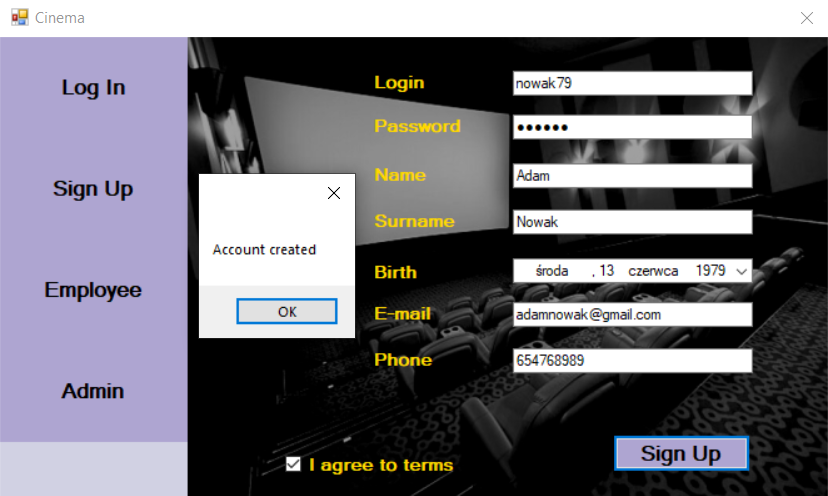 Cinema
Log In
Sign Up
Employee
Admin
Login
nowak79
Password
●●●●●●
Name
Adam
Surname
Nowak
Birth
środa , 13 czerwca 1979
E-mail
adamnowak@gmail.com
Phone
654768989
I agree to terms
Sign Up
Account created
OK